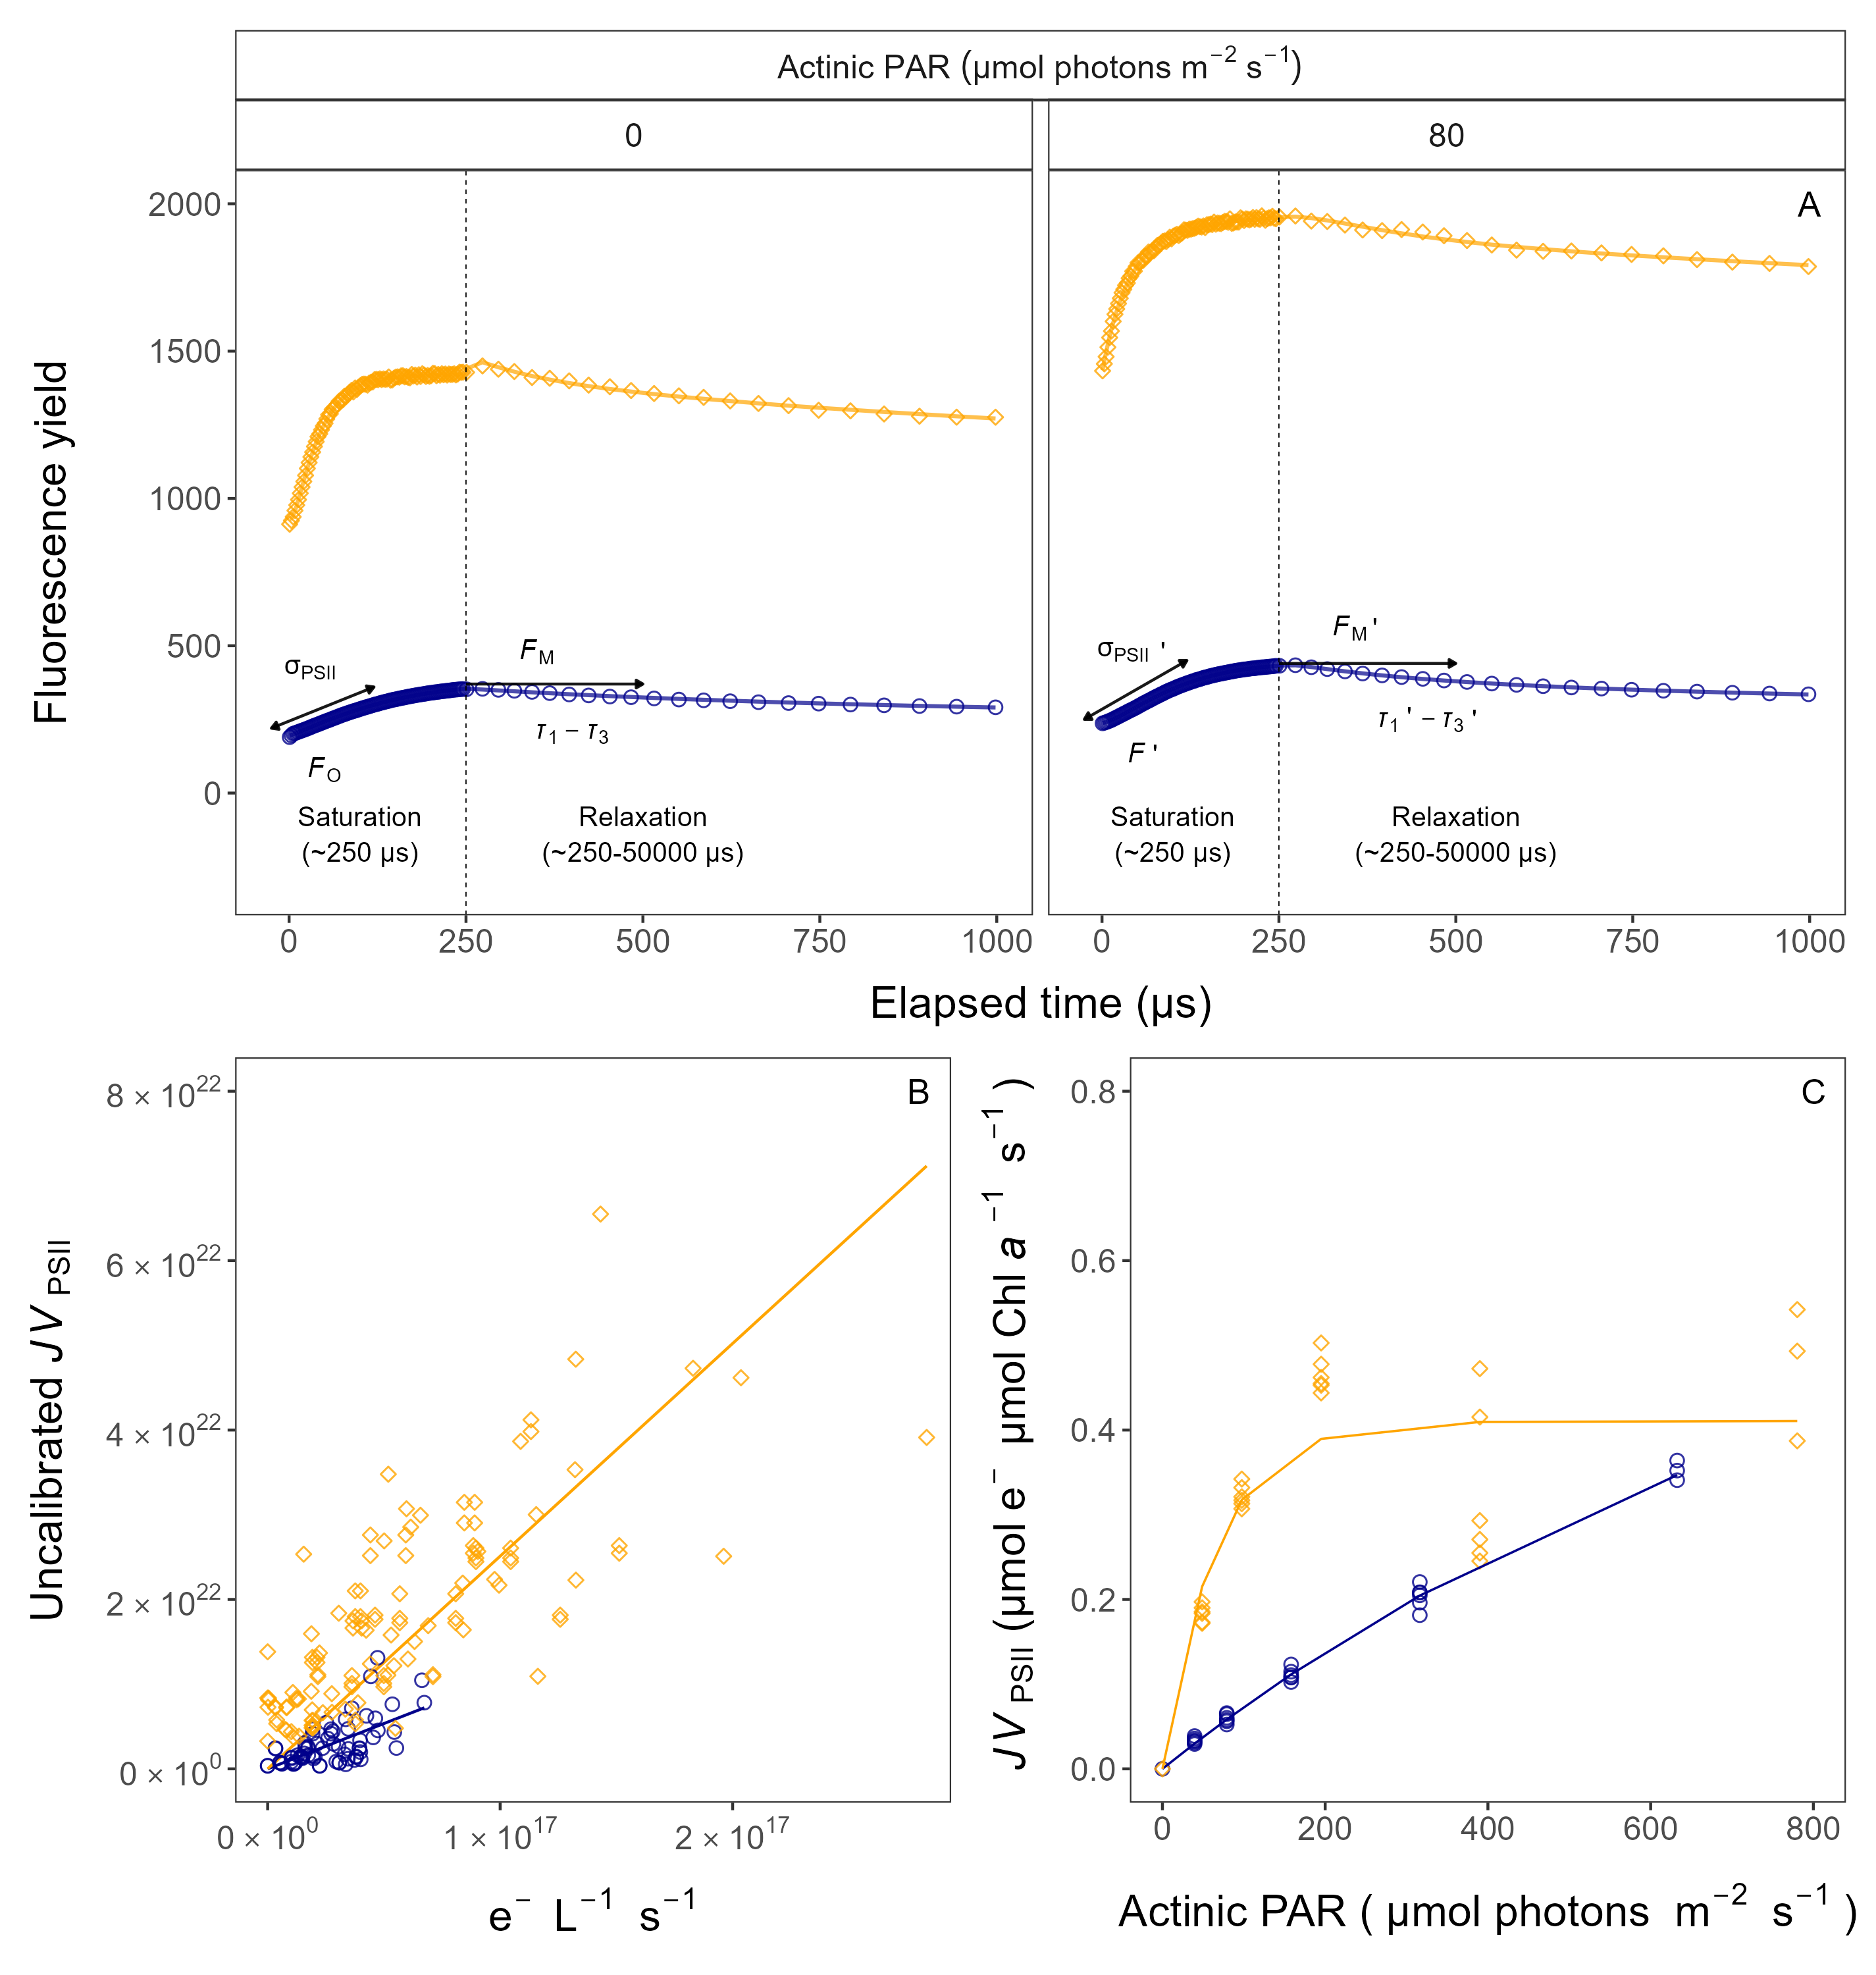 Actinic PAR (µmol photons m⁻² s⁻¹)
0 80
A
Fluorescence yield
2000
1500
1000
500
0
σPSII FM
τ1 – τ3
FO
Saturation Relaxation
(~250 µs) (~250-50000 µs)
σPSII ' FM '
τ1 ' – τ3 '
F '
Saturation Relaxation
(~250 µs) (~250-50000 µs)
0 250 500 750 1000
0 250 500 750 1000
Elapsed time (µs)
B
Uncalibrated JVPSII
8 × 10²²
6 × 10²²
4 × 10²²
2 × 10²²
0 × 10⁰
0 × 10⁰ 1 × 10¹⁷ 2 × 10¹⁷
e⁻ L⁻¹ s⁻¹
C
JVPSII (µmol e⁻ µmol Chl a⁻¹ s⁻¹ )
0.8
0.6
0.4
0.2
0.0
0 200 400 600 800
Actinic PAR ( µmol photons m⁻² s⁻¹ )